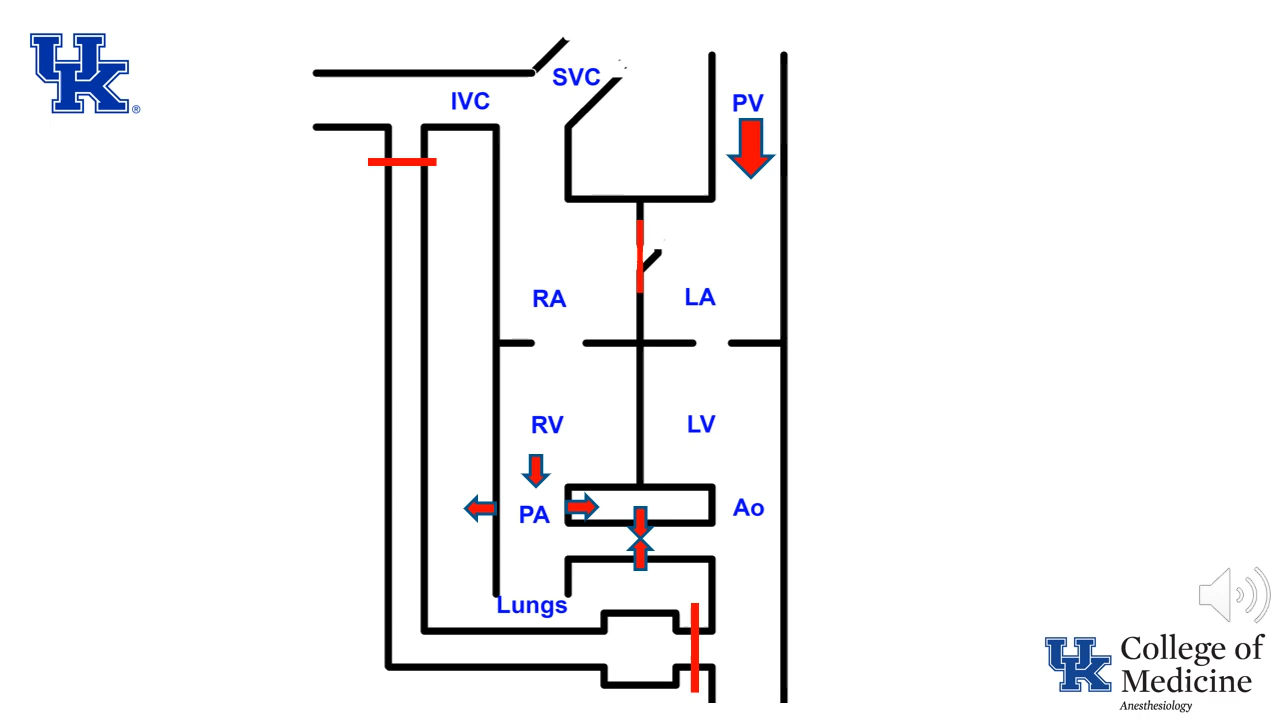 UK
®
SVC
IVC
PV
RA
LA
RV
LV
PA
Ao
Lungs
UK
College of
Medicine
Anesthesiology